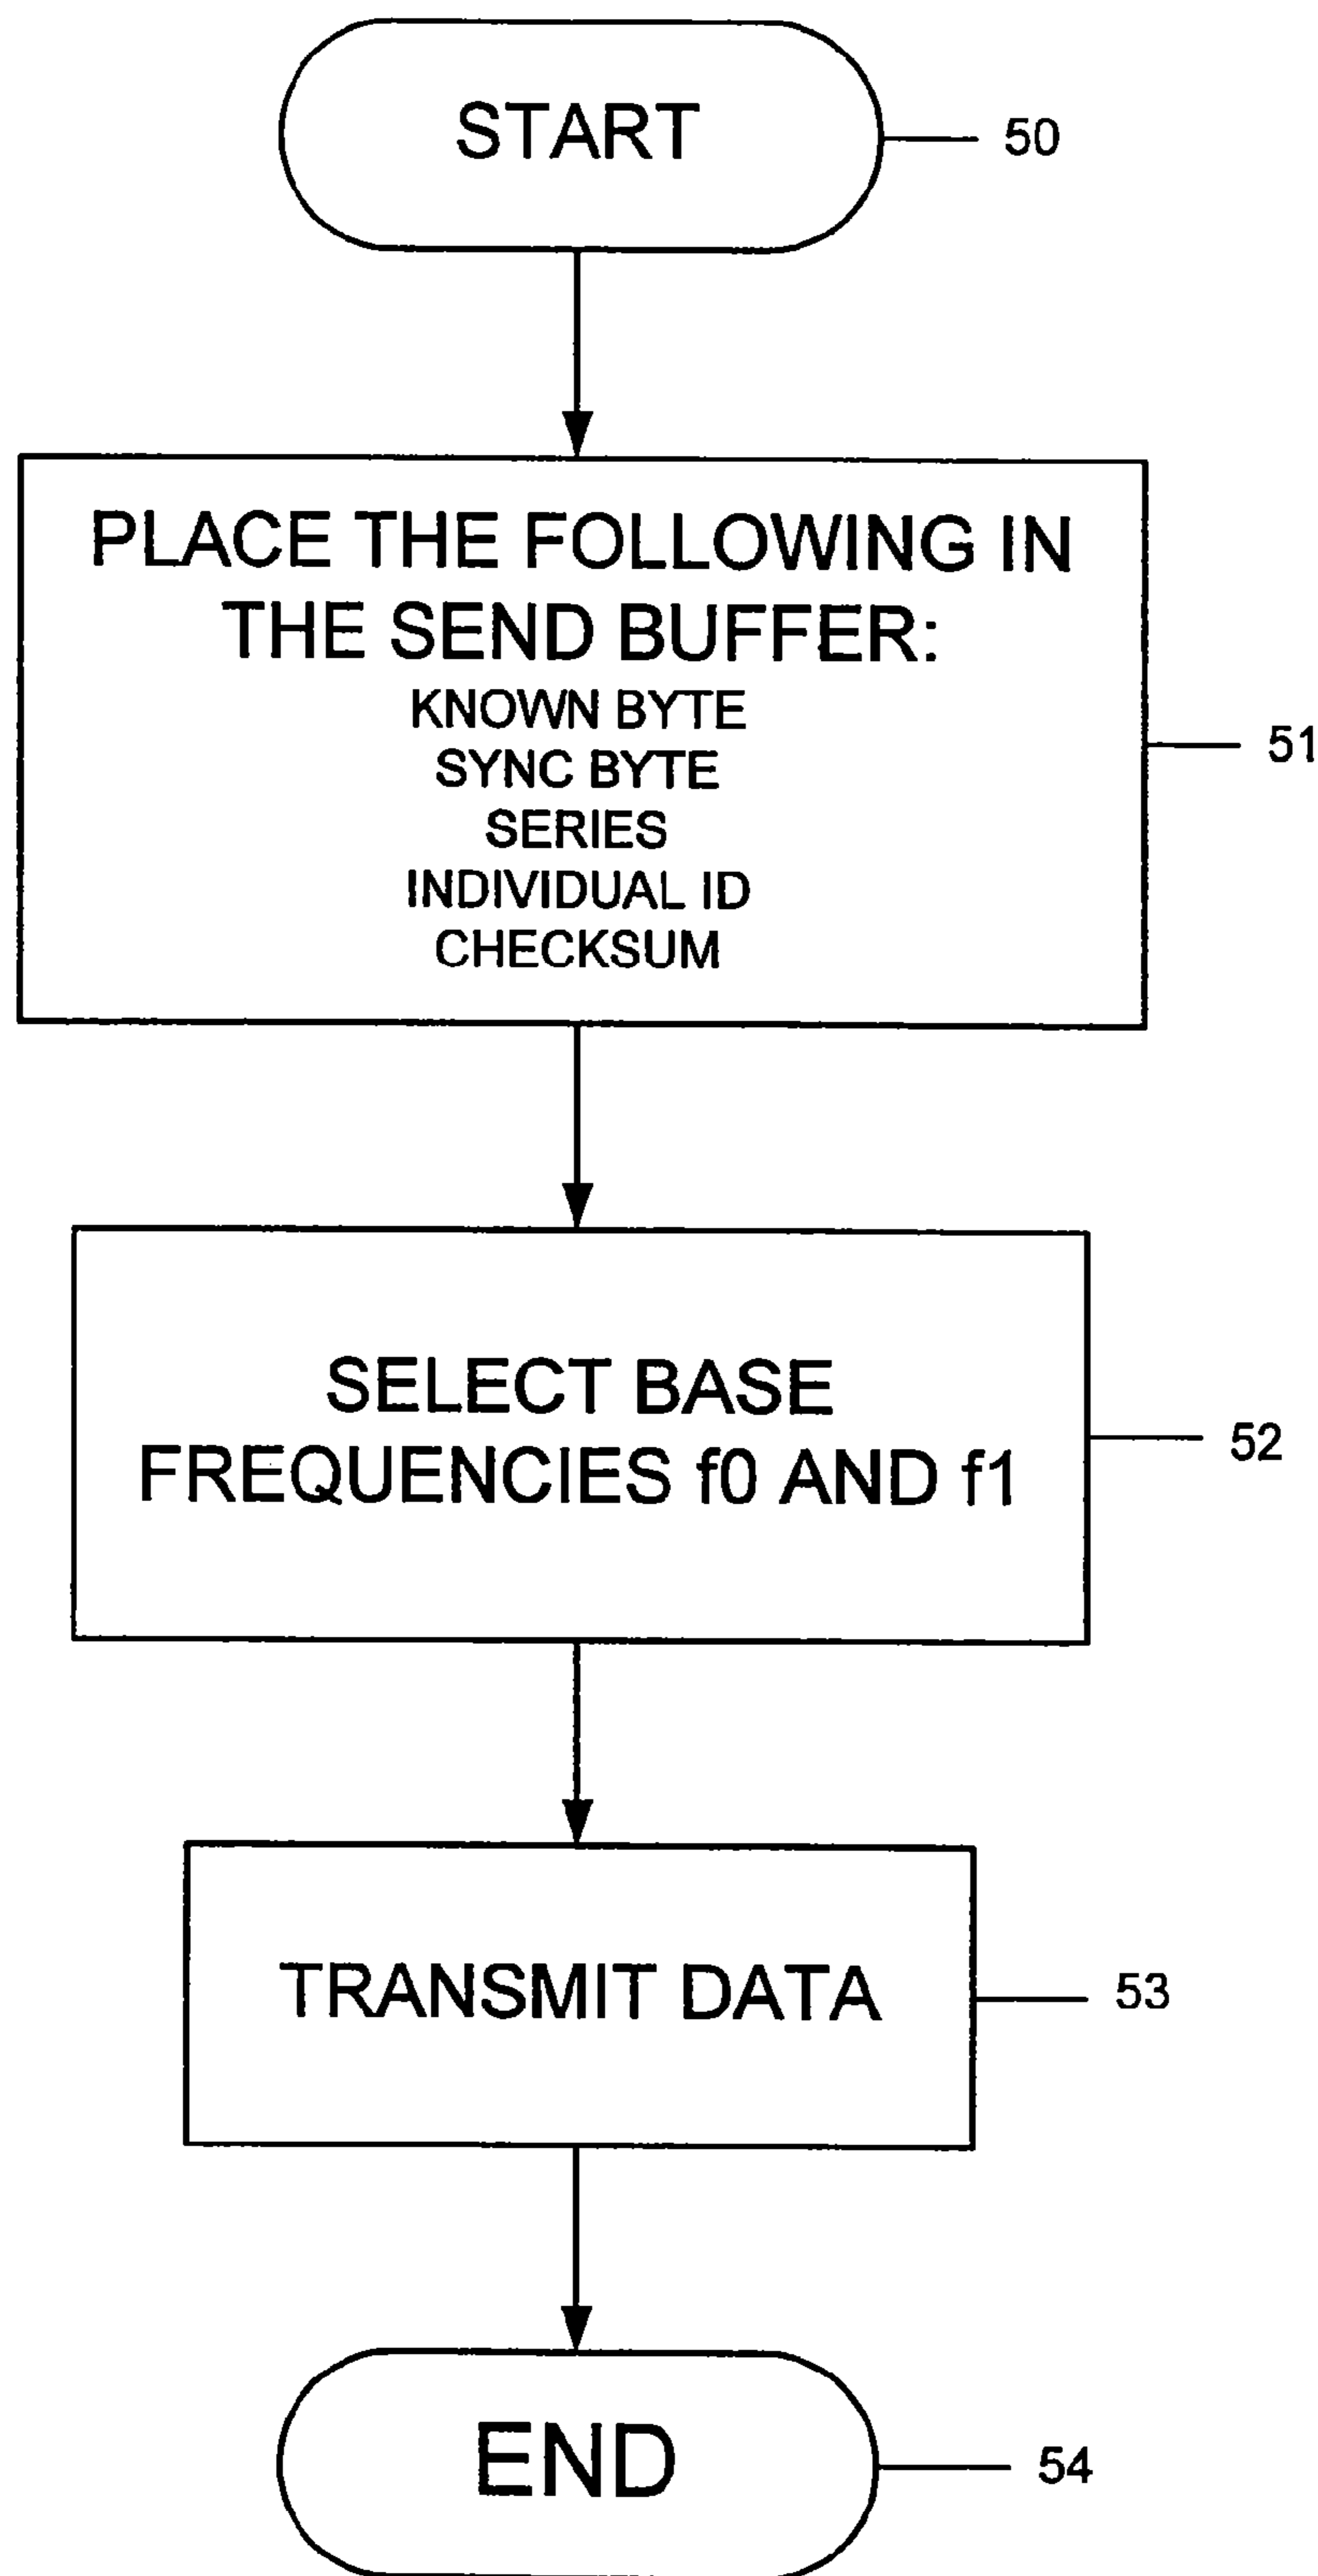 START
50
PLACE THE FOLLOWING IN
THE SEND BUFFER:
KNOWN BYTE
SYNC BYTE
SERIES
INDIVIDUAL ID
CHECKSUM
51
SELECT BASE
FREQUENCIES f0 AND f1
52
TRANSMIT DATA
53
END
54